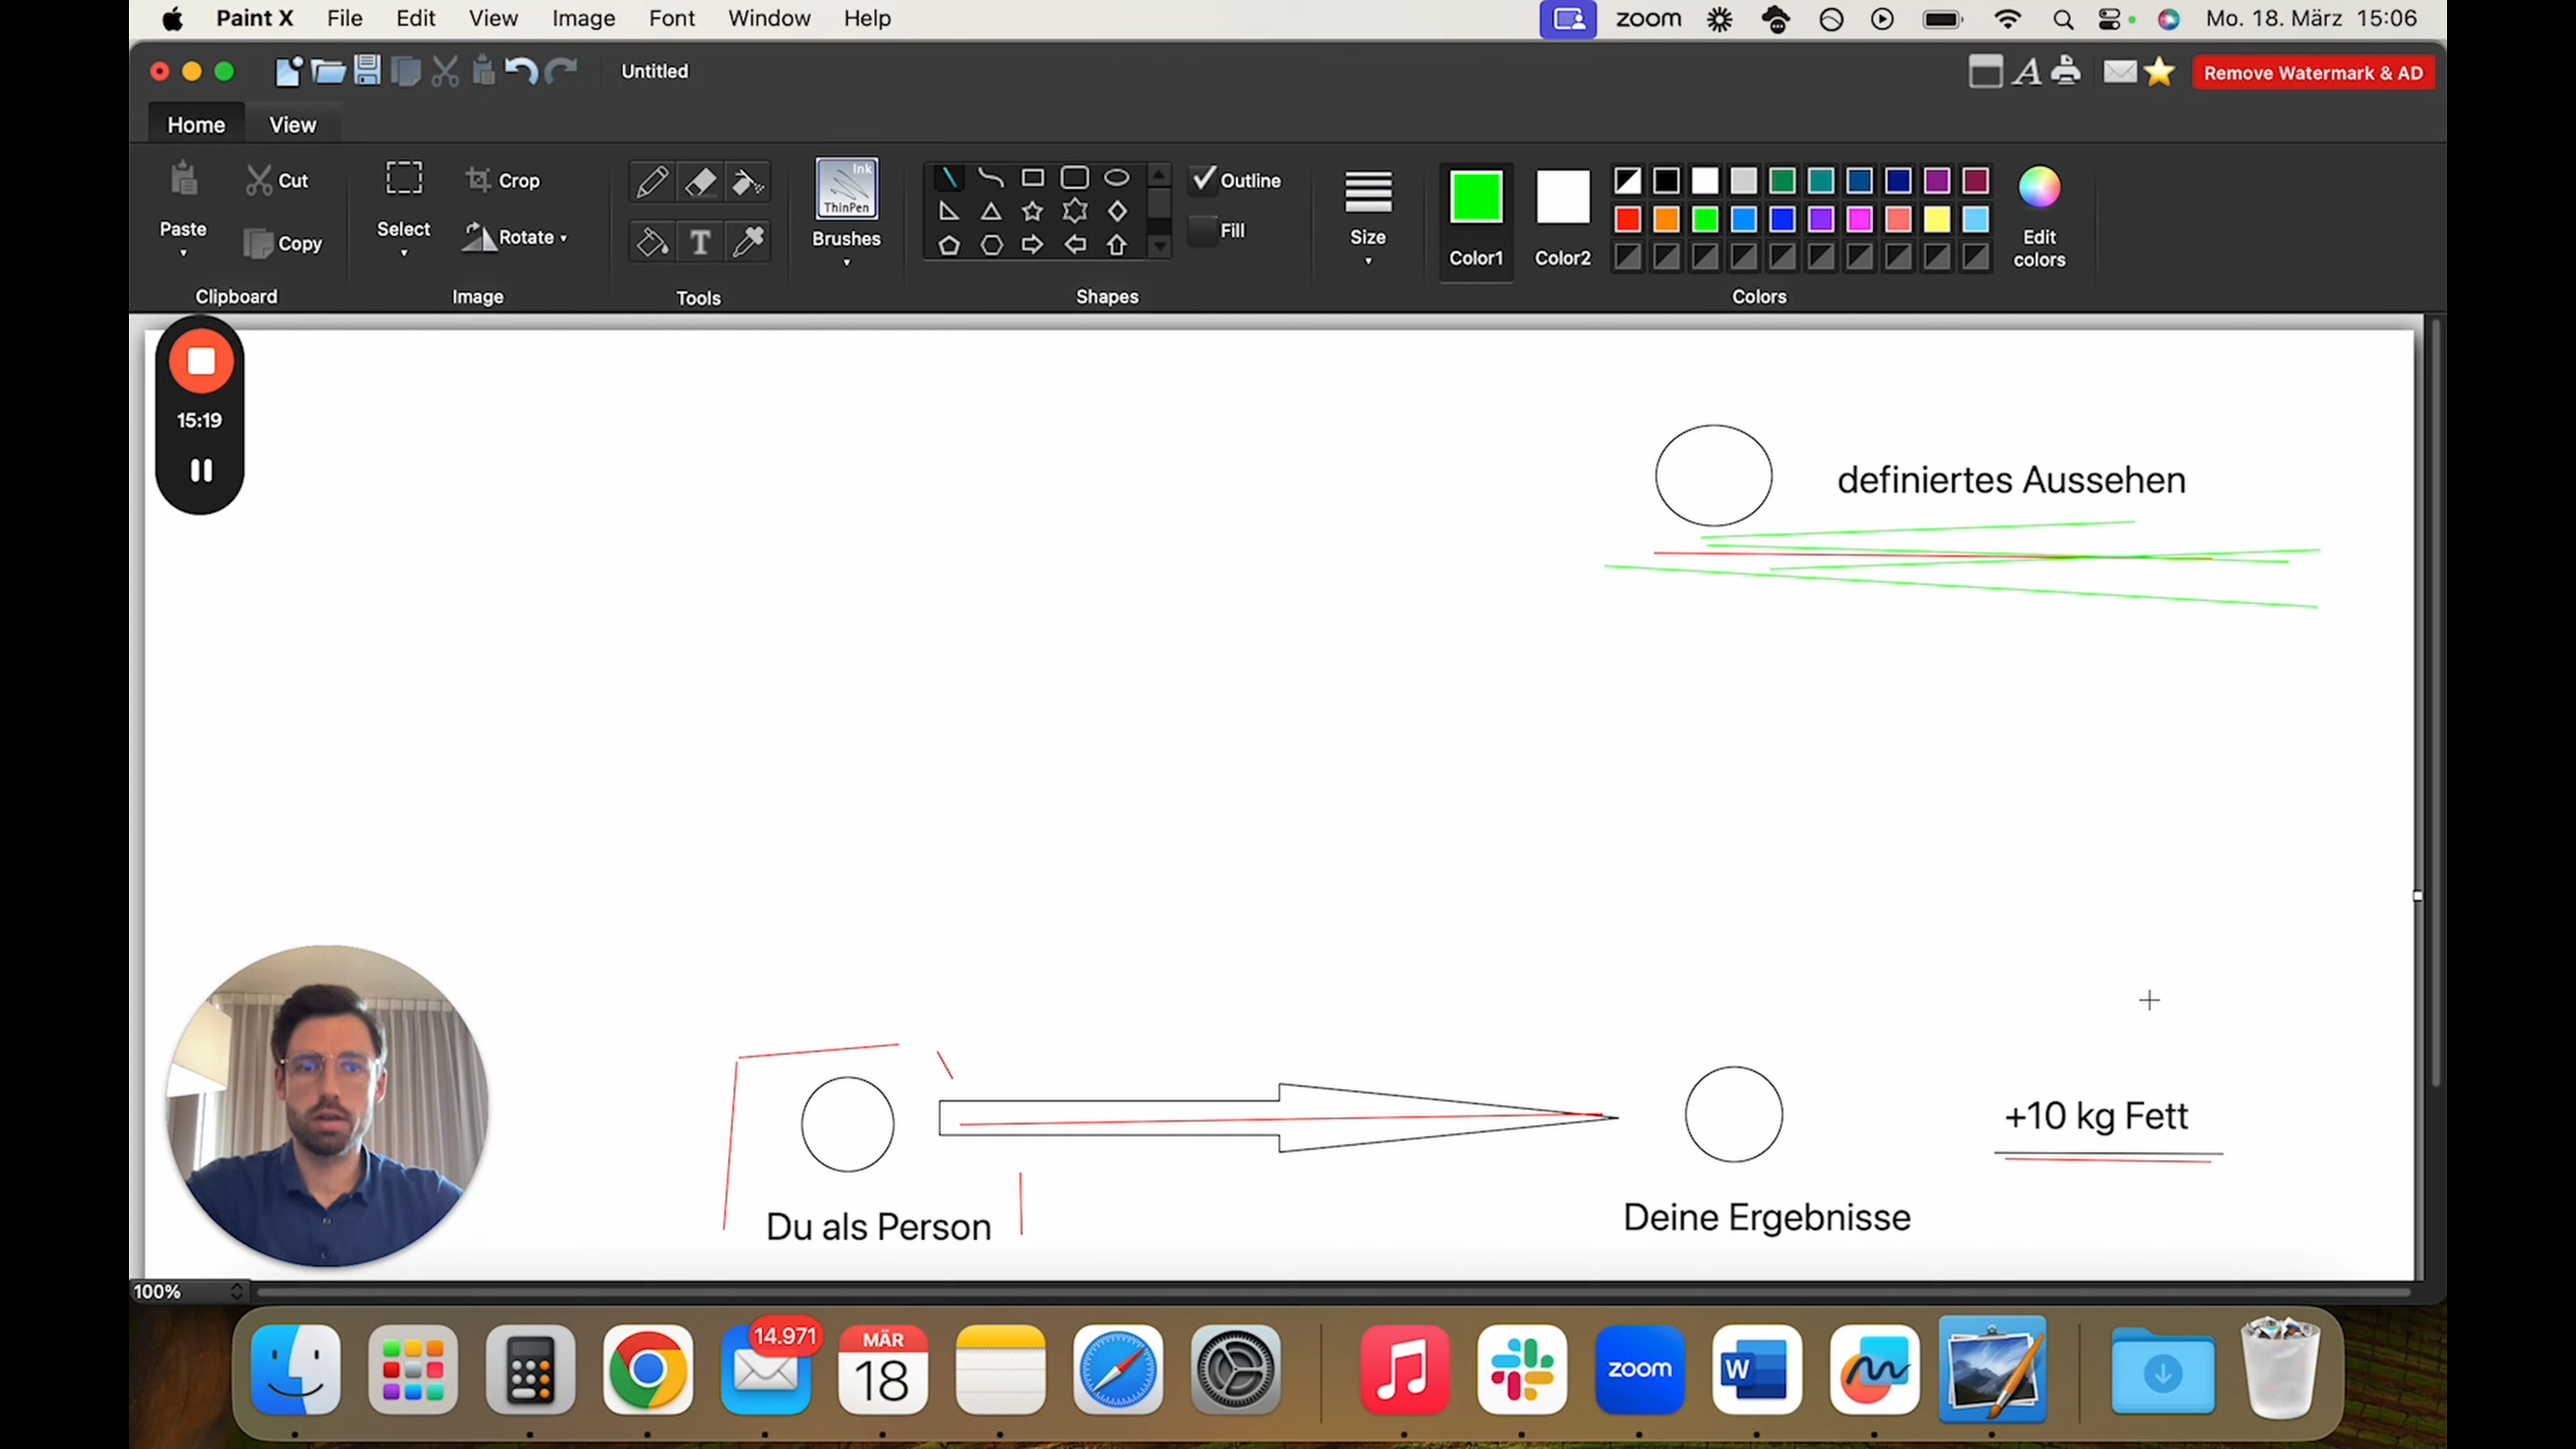 Paint X File Edit View Image Font Window Help zoom Mo. 18. März 15:06
Untitled Remove Watermark & AD
Home View
Paste Cut Copy Clipboard
Select Crop Rotate Image
Tools
Ink
ThinPen
Brushes
Shapes
Outline
Fill
Size
Color1 Color2
Colors
Edit colors
15:19
definiertes Aussehen
+10 kg Fett
Du als Person
Deine Ergebnisse
100%
14.971
MÄR
18
zoom
W